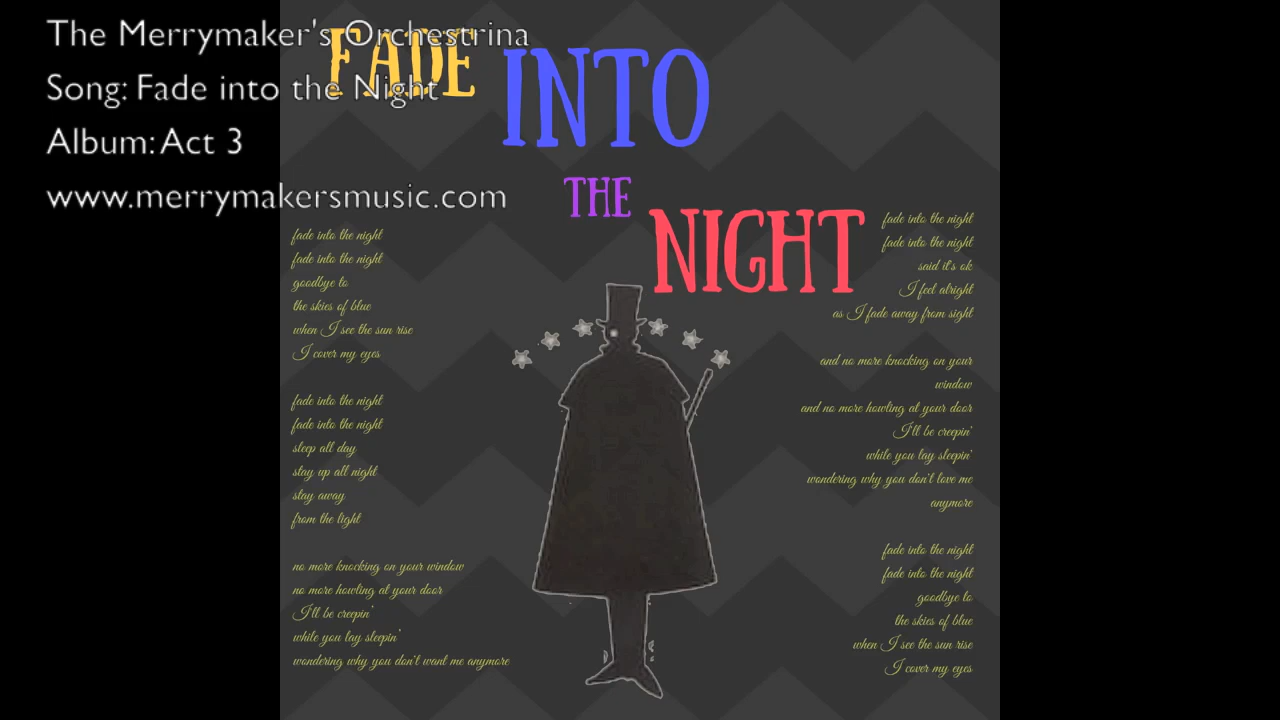 The Merrymaker's Orchestrina
Song: Fade into the Night
Album: Act 3
www.merrymakersmusic.com
FADE
INTO
THE
NIGHT
fade into the night
fade into the night
goodbye to
the skies of blue
when I see the sun rise
I cover my eyes
fade into the night
fade into the night
sleep all day
stay up all night
stay away
from the light
no more knocking on your window
no more howling at your door
I'll be creepin'
while you lay sleepin'
wondering why you don't want me anymore
fade into the night
fade into the night
said it's ok
I feel alright
as I fade away from sight
and no more knocking on your
window
and no more howling at your door
I'll be creepin'
while you lay sleepin'
wondering why you don't love me
anymore
fade into the night
fade into the night
goodbye to
the skies of blue
when I see the sun rise
I cover my eyes